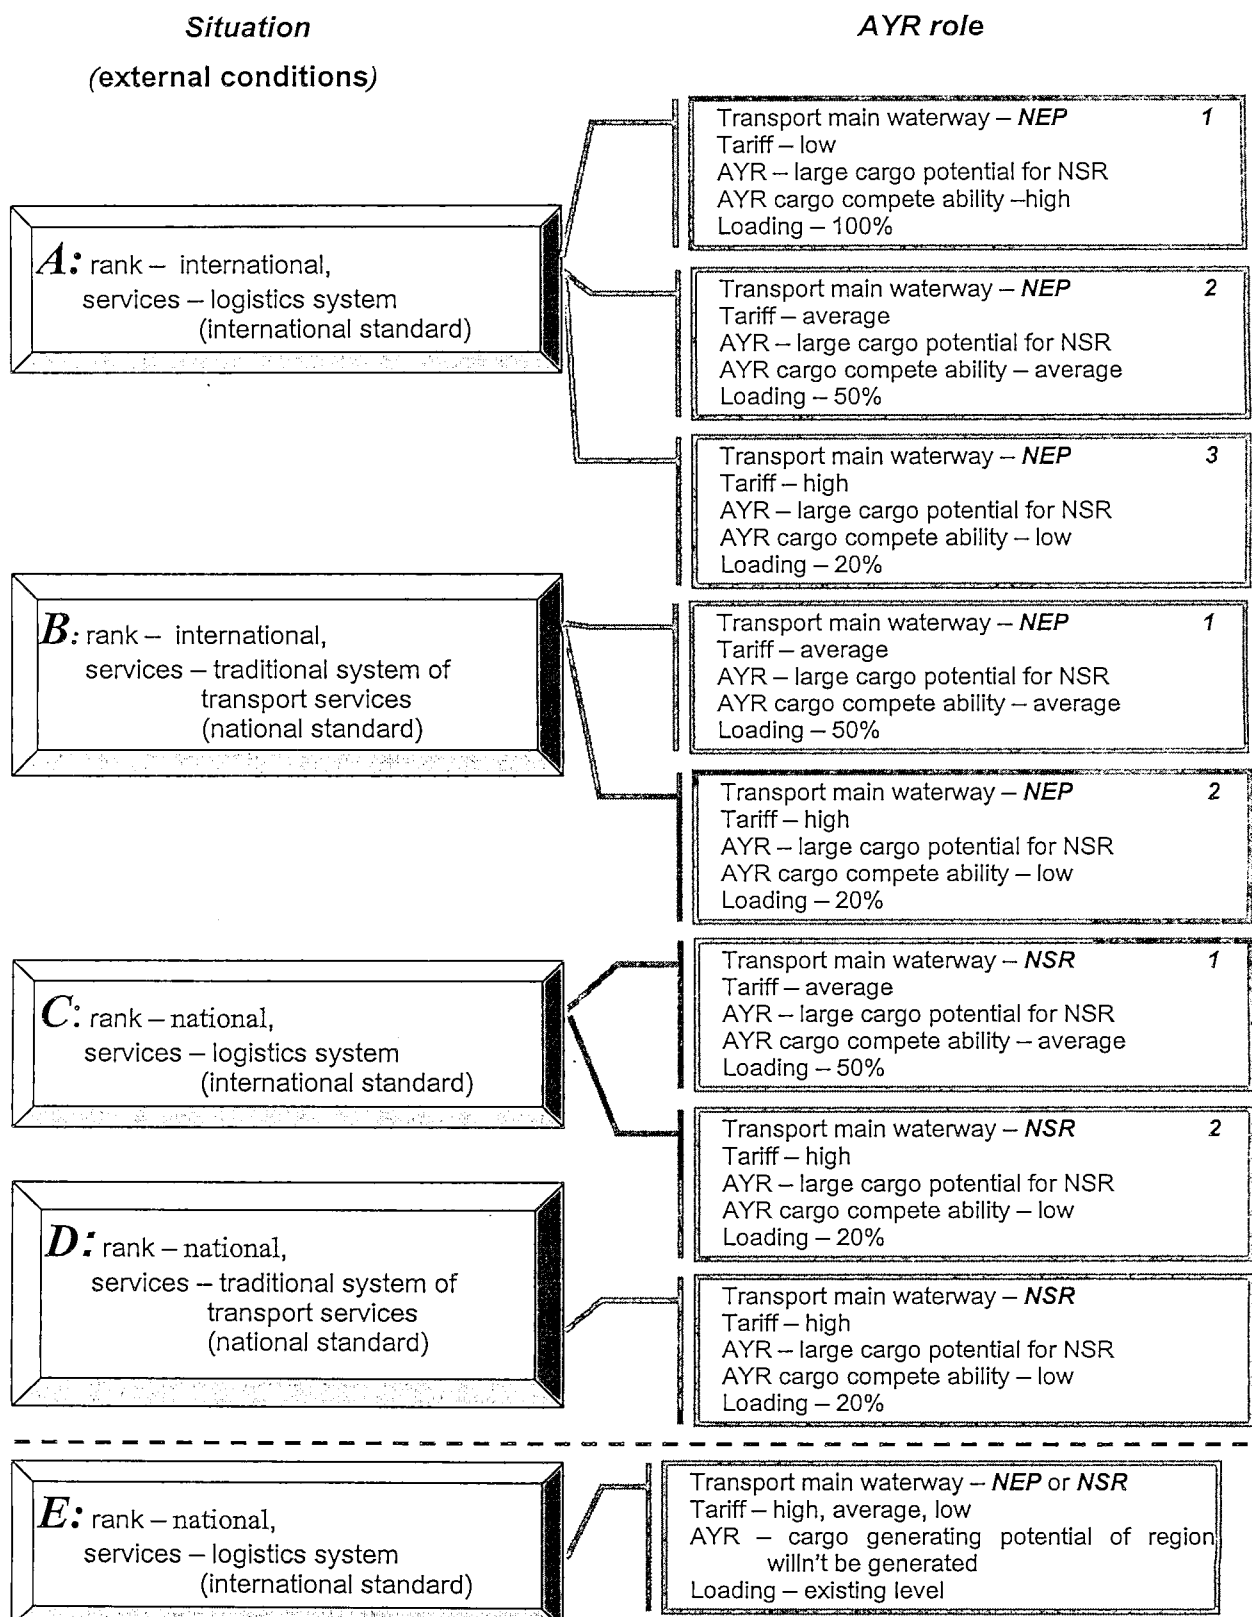 Situation
(external conditions)
AYR role
A: rank – international,
services – logistics system
(international standard)
Transport main waterway – NEP 1
Tariff – low
AYR – large cargo potential for NSR
AYR cargo compete ability –high
Loading – 100%
Transport main waterway – NEP 2
Tariff – average
AYR – large cargo potential for NSR
AYR cargo compete ability – average
Loading – 50%
Transport main waterway – NEP 3
Tariff – high
AYR – large cargo potential for NSR
AYR cargo compete ability – low
Loading – 20%
B: rank – international,
services – traditional system of
transport services
(national standard)
Transport main waterway – NEP 1
Tariff – average
AYR – large cargo potential for NSR
AYR cargo compete ability – average
Loading – 50%
Transport main waterway – NEP 2
Tariff – high
AYR – large cargo potential for NSR
AYR cargo compete ability – low
Loading – 20%
C: rank – national,
services – logistics system
(international standard)
Transport main waterway – NSR 1
Tariff – average
AYR – large cargo potential for NSR
AYR cargo compete ability – average
Loading – 50%
Transport main waterway – NSR 2
Tariff – high
AYR – large cargo potential for NSR
AYR cargo compete ability – low
Loading – 20%
D: rank – national,
services – traditional system of
transport services
(national standard)
Transport main waterway – NSR
Tariff – high
AYR – large cargo potential for NSR
AYR cargo compete ability – low
Loading – 20%
E: rank – national,
services – logistics system
(international standard)
Transport main waterway – NEP or NSR
Tariff – high, average, low
AYR – cargo generating potential of region
willn't be generated
Loading – existing level